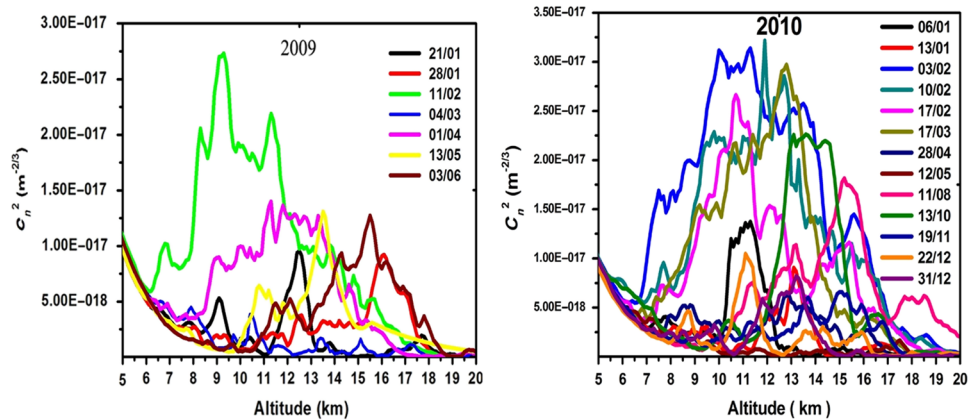 2009
21/01
28/01
11/02
04/03
01/04
13/05
03/06
3.00E−017
2.50E−017
2.00E−017
1.50E−017
1.00E−017
5.00E−018
Cn² (m-2/3)
5 6 7 8 9 10 11 12 13 14 15 16 17 18 19 20
Altitude (km)
2010
06/01
13/01
03/02
10/02
17/02
17/03
28/04
12/05
11/08
13/10
19/11
22/12
31/12
3.50E−017
3.00E−017
2.50E−017
2.00E−017
1.50E−017
1.00E−017
5.00E−018
Cn² (m-2/3)
5 6 7 8 9 10 11 12 13 14 15 16 17 18 19 20
Altitude ( km)